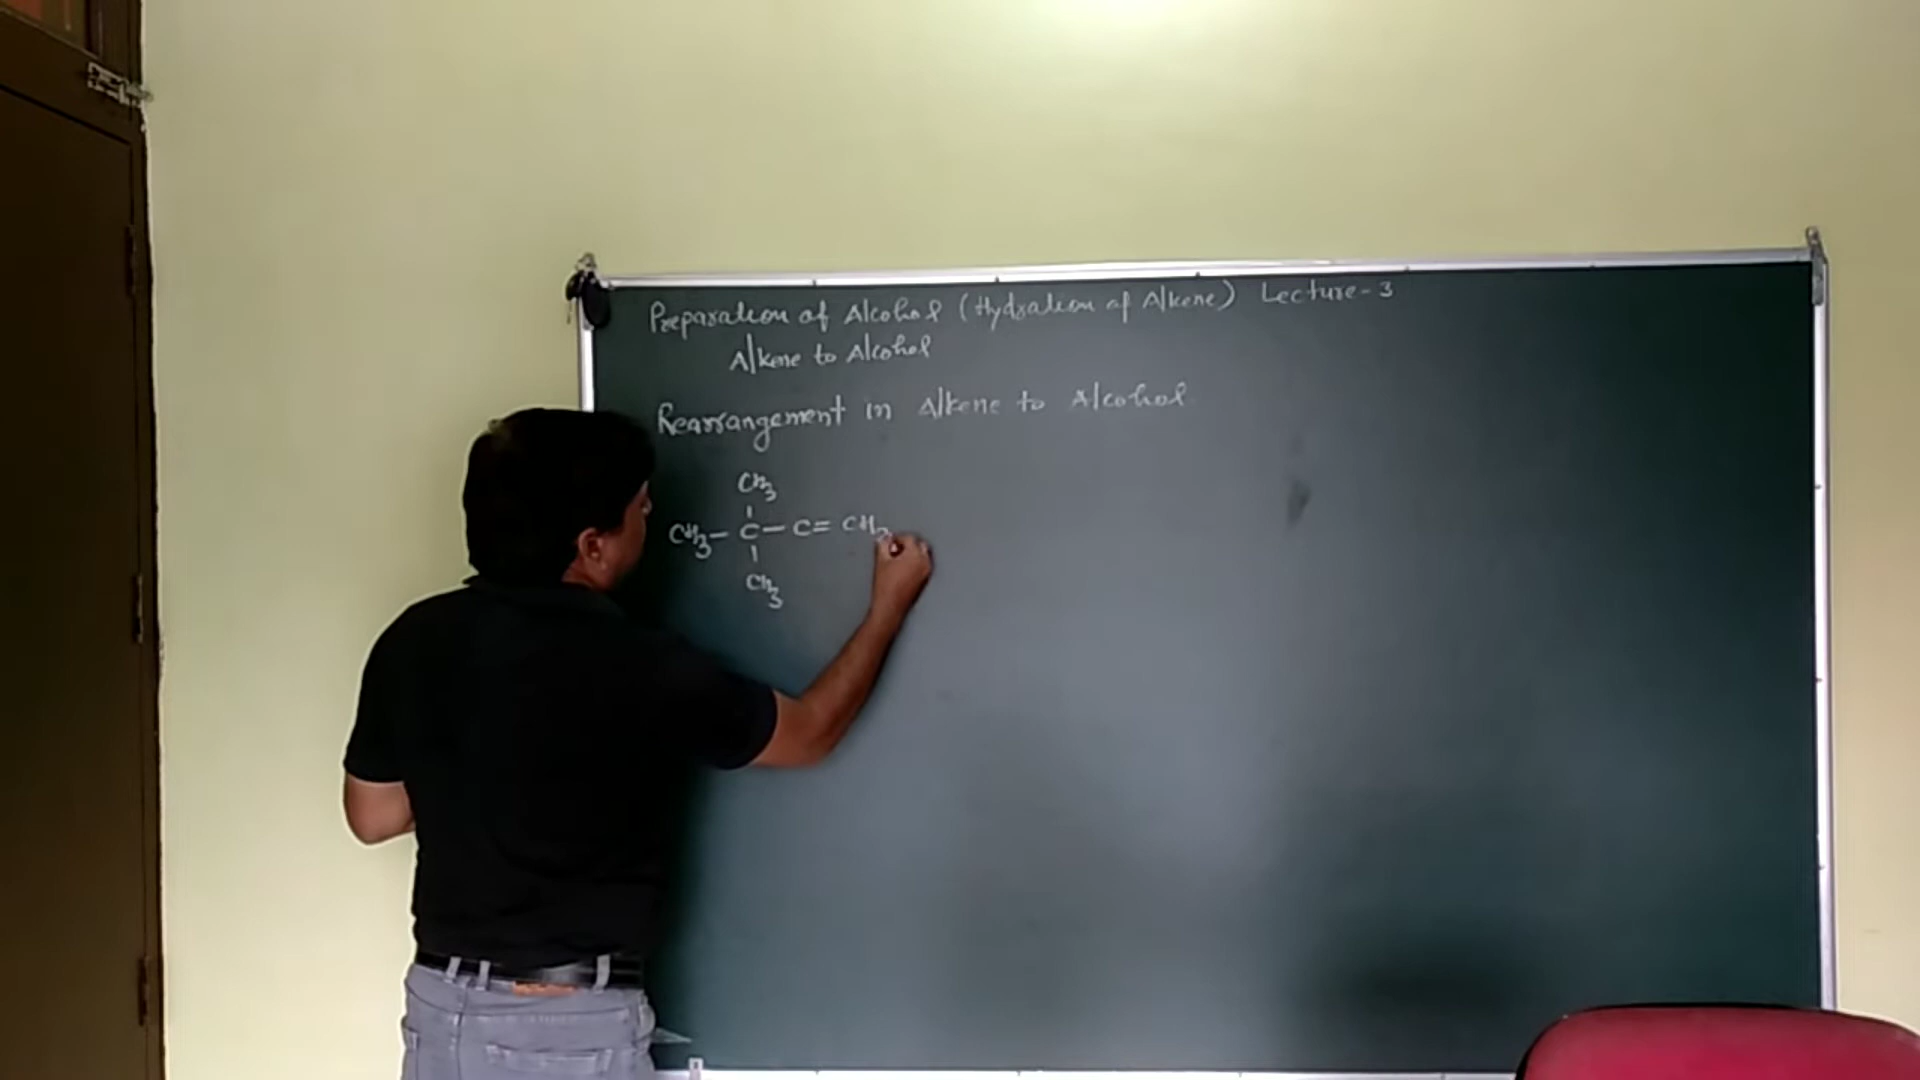 Preparation of Alcohol (Hydration of Alkene) Lecture-3
Alkene to Alcohol
Rearrangement in Alkene to Alcohol
CH3
CH3- C - C = CH2
CH3